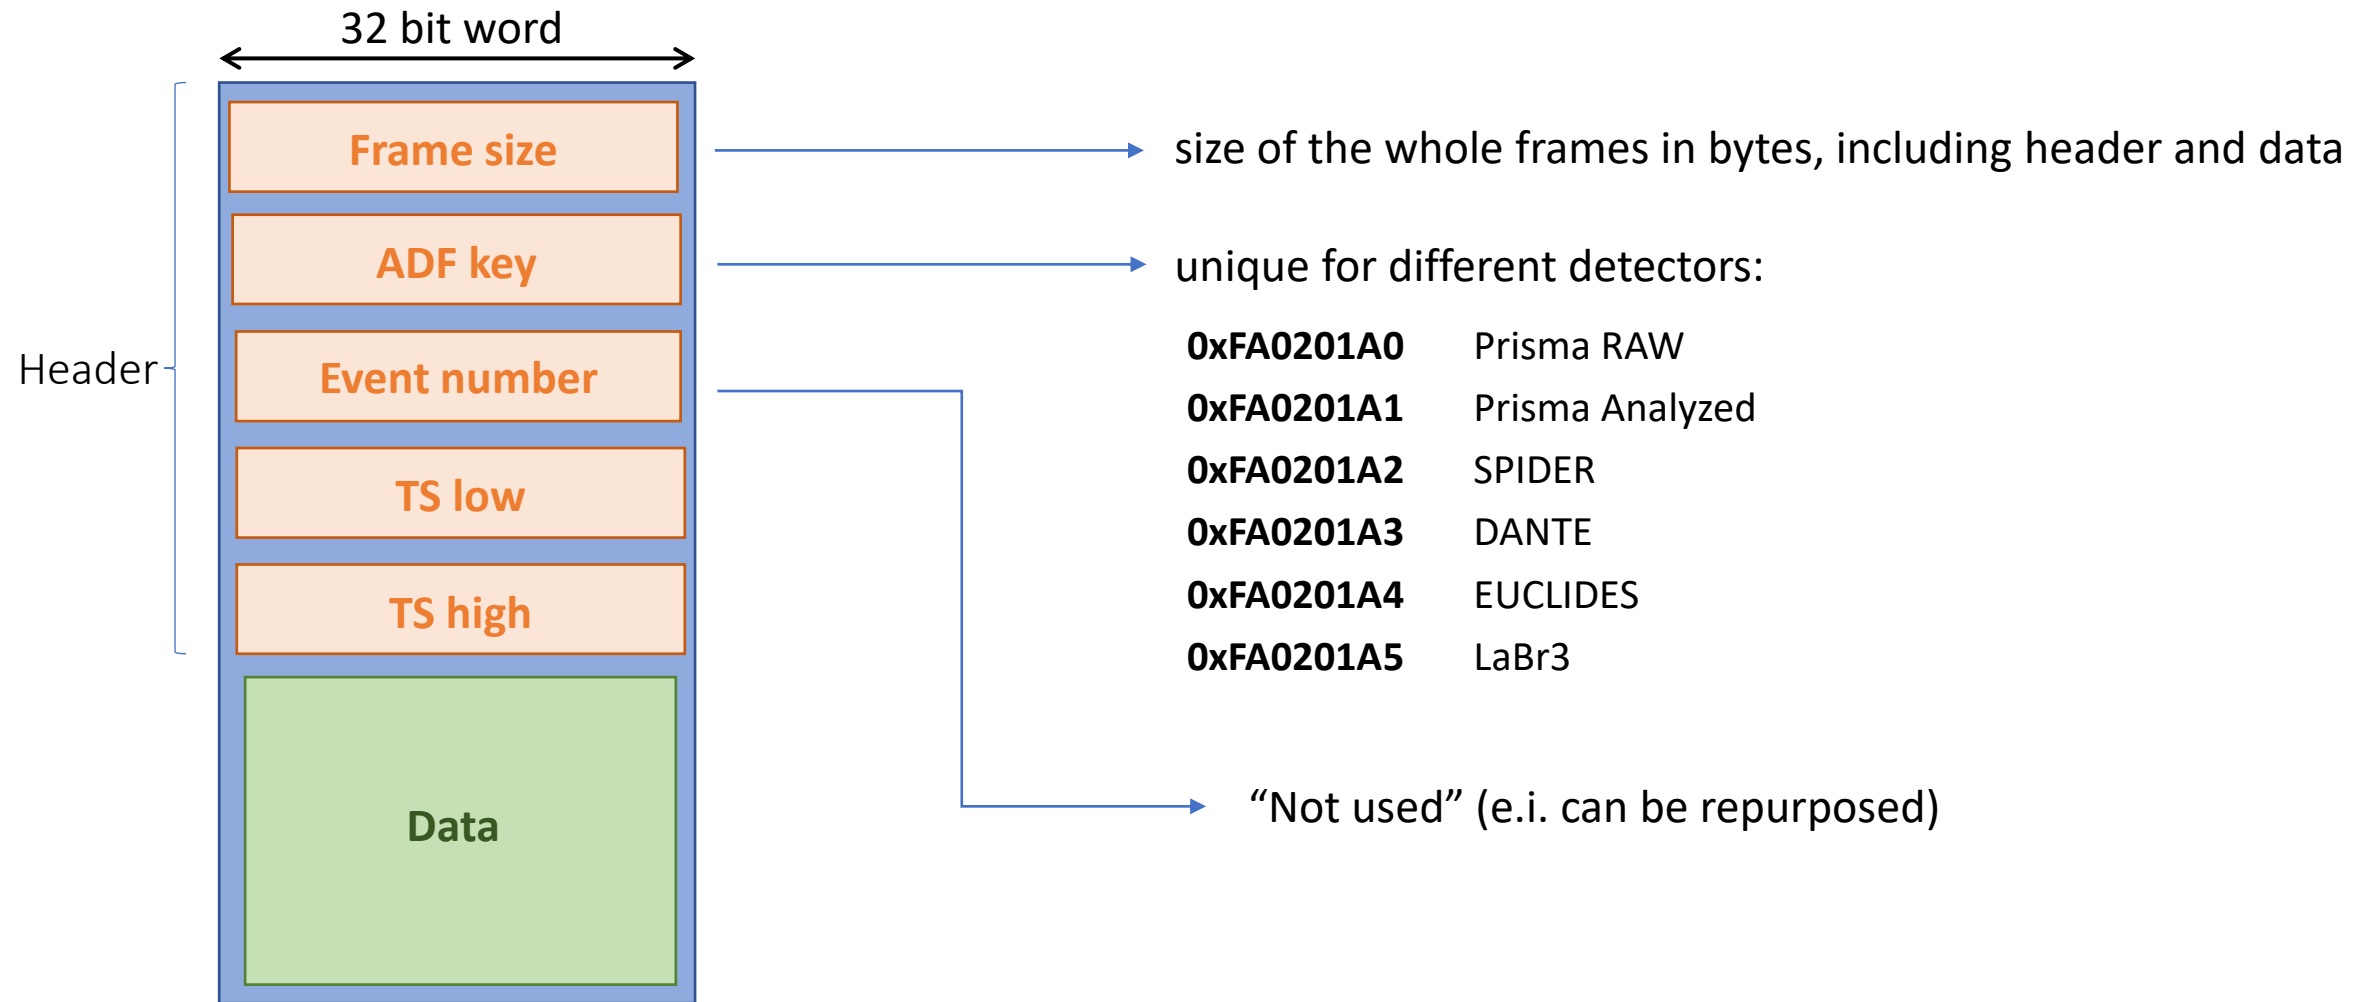 32 bit word
Header
Frame size
size of the whole frames in bytes, including header and data
ADF key
unique for different detectors:
0xFA0201A0 Prisma RAW
0xFA0201A1 Prisma Analyzed
0xFA0201A2 SPIDER
0xFA0201A3 DANTE
0xFA0201A4 EUCLIDES
0xFA0201A5 LaBr3
Event number
“Not used” (e.i. can be repurposed)
TS low
TS high
Data